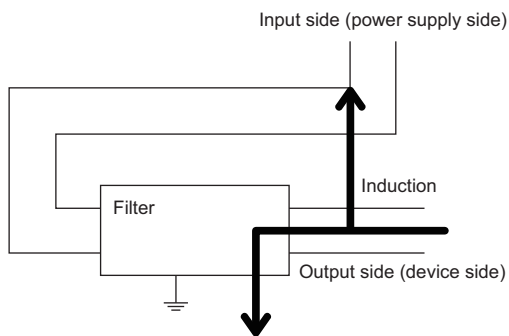 Input side (power supply side)
Induction
Filter
Output side (device side)